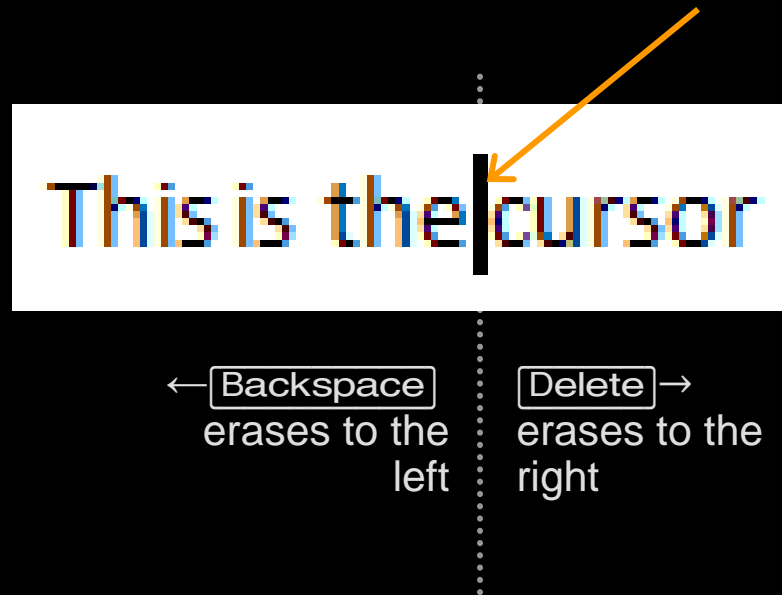 This is the cursor
←Backspace Delete→
erases to the erases to the
left right